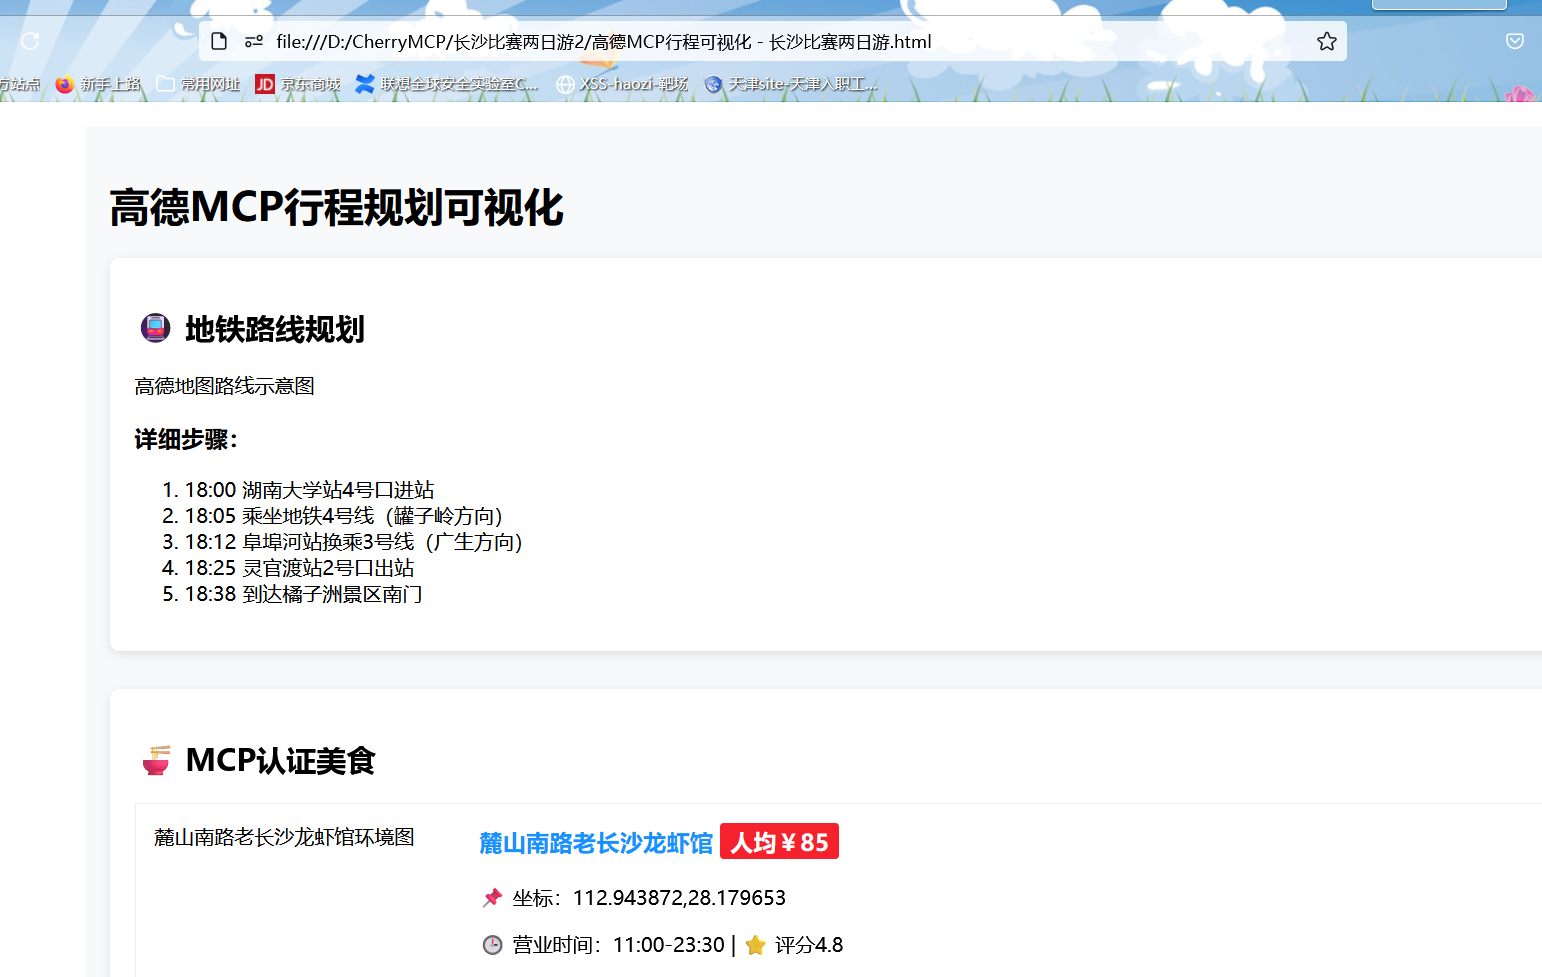 file:///D:/CherryMCP/长沙比赛两日游2/高德MCP行程可视化 - 长沙比赛两日游.html
方站点 新手上路 常用网址 JD 京东商城 联想全球安全实验室C... XSS-haozi-靶场 天津site-天津入职工...
高德MCP行程规划可视化
地铁路线规划
高德地图路线示意图
详细步骤：
1. 18:00 湖南大学站4号口进站
2. 18:05 乘坐地铁4号线（罐子岭方向）
3. 18:12 阜埠河站换乘3号线（广生方向）
4. 18:25 灵官渡站2号口出站
5. 18:38 到达橘子洲景区南门
MCP认证美食
麓山南路老长沙龙虾馆环境图
麓山南路老长沙龙虾馆 人均￥85
坐标：112.943872,28.179653
营业时间：11:00-23:30 | 评分4.8